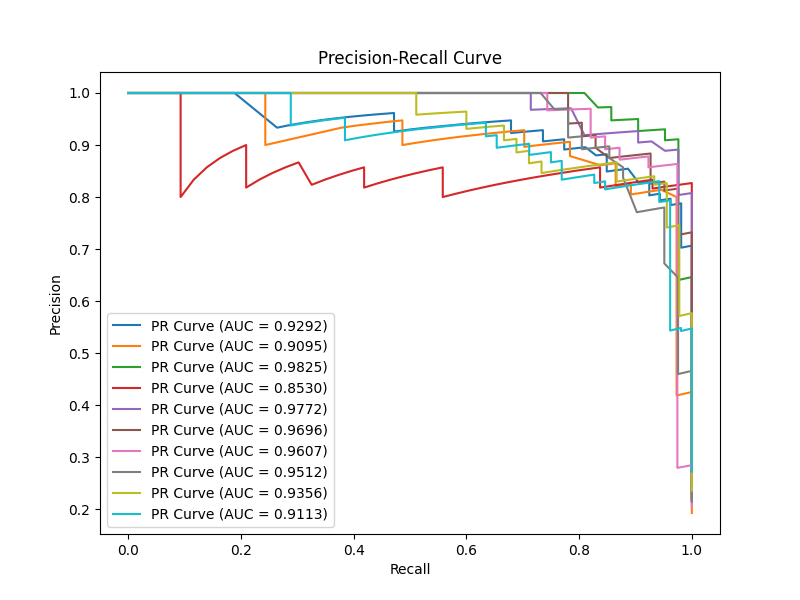 Precision-Recall Curve
1.0
0.9
0.8
0.7
0.6
0.5
0.4
0.3
0.2
Precision
PR Curve (AUC = 0.9292)
PR Curve (AUC = 0.9095)
PR Curve (AUC = 0.9825)
PR Curve (AUC = 0.8530)
PR Curve (AUC = 0.9772)
PR Curve (AUC = 0.9696)
PR Curve (AUC = 0.9607)
PR Curve (AUC = 0.9512)
PR Curve (AUC = 0.9356)
PR Curve (AUC = 0.9113)
0.0 0.2 0.4 0.6 0.8 1.0
Recall